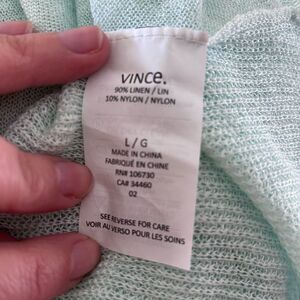 VINCE.
90% LINEN / LIN
10% NYLON / NYLON
L / G
MADE IN CHINA
FABRIQUÉ EN CHINE
RN# 106730
CA# 34460
02
SEE REVERSE FOR CARE
VOIR AU VERSO POUR LES SOINS